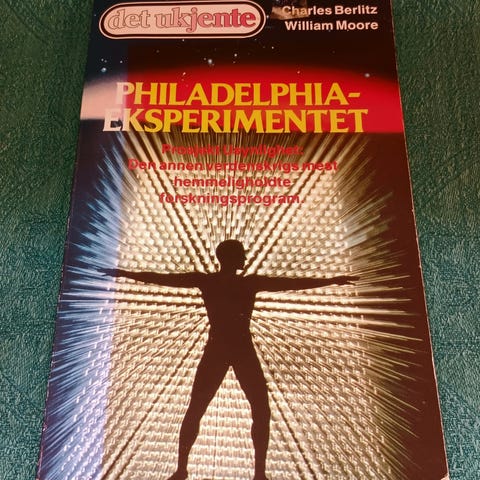 det ukjente
Charles Berlitz
William Moore
PHILADELPHIA-
EKSPERIMENTET
Prosjekt Usynlighet:
Den annen verdenskrigs mest
hemmeligholdte
forskningsprogram.